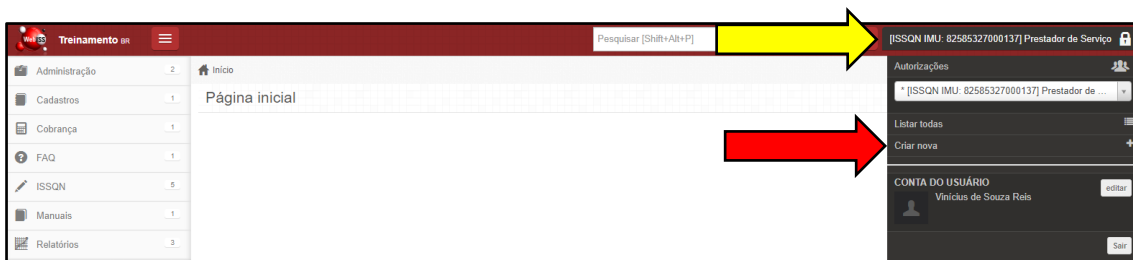 Web ISS Treinamento BR
Pesquisar [Shift+Alt+P]
[ISSQN IMU: 82585327000137] Prestador de Serviço
Administração 2
Cadastros 1
Cobrança 1
FAQ 1
ISSQN 5
Manuais 1
Relatórios 3
Início
Página inicial
Autorizações
* [ISSQN IMU: 82585327000137] Prestador de ...
Listar todas
Criar nova
CONTA DO USUÁRIO
editar
Vinícius de Souza Reis
Sair